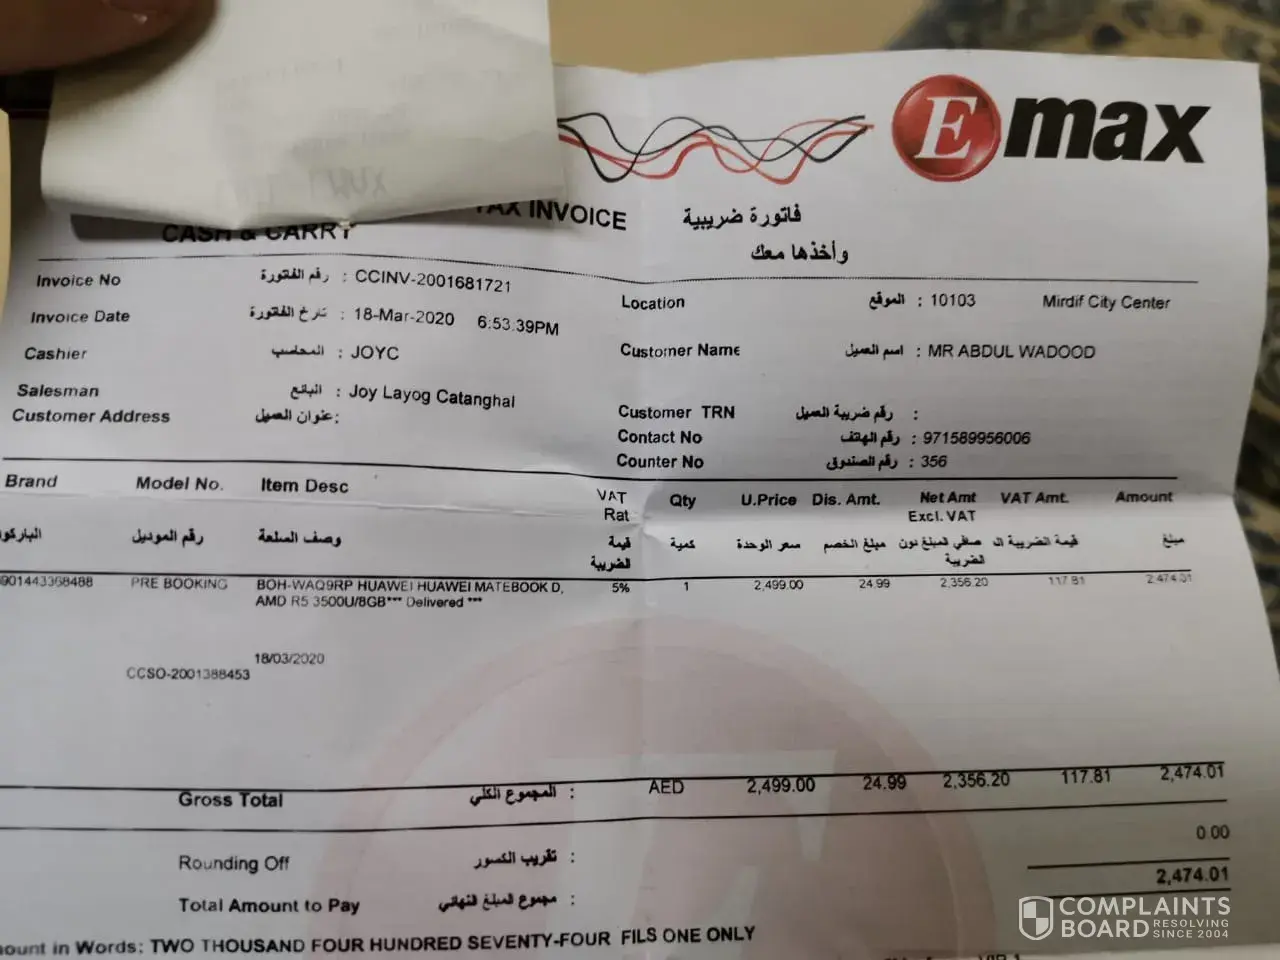 Emax
TAX INVOICE فاتورة ضريبية
CASH & CARRY وأخذها معك
Invoice No رقم الفاتورة : CCINV-2001681721
Location الموقع : 10103 Mirdif City Center
Invoice Date تارخ الفاتورة : 18-Mar-2020 6:53:39PM
Cashier المحاسب : JOYC
Customer Name اسم العميل : MR ABDUL WADOOD
Salesman البائع : Joy Layog Catanghal
Customer Address عنوان العميل :
Customer TRN رقم ضريبة العميل :
Contact No رقم الهتف : 971589956006
Counter No رقم الصندوق : 356
Brand Model No. Item Desc VAT Rat Qty U.Price Dis. Amt. Net Amt Excl. VAT VAT Amt. Amount
الباركو رقم الموديل وصف السلعة قيمة الضريبة كمية سعر الوحدة مبلغ الخصم صافي المبلغ دون الضريبة قيمة الضريبة ال مبلغ
6901443368488 PRE BOOKING BOH-WAQ9RP HUAWEI HUAWEI MATEBOOK D, 5% 1 2,499.00 24.99 2,356.20 117.81 2,474.01
AMD R5 3500U/8GB*** Delivered ***
18/03/2020
CCSO-2001388453
Gross Total المجموع الكلي : AED 2,499.00 24.99 2,356.20 117.81 2,474.01
Rounding Off تقريب الكسور : 0.00
Total Amount to Pay مجموع المبلغ النهائي : 2,474.01
ount in Words: TWO THOUSAND FOUR HUNDRED SEVENTY-FOUR FILS ONE ONLY
COMPLAINTS
BOARD RESOLVING
SINCE 2004